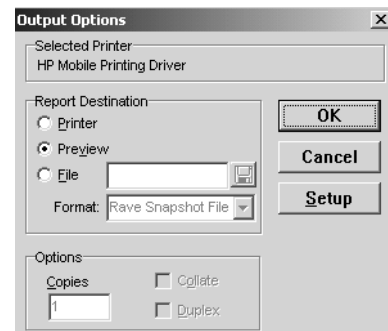 Output Options
Selected Printer
HP Mobile Printing Driver
Report Destination
Printer
Preview
File
Format: Rave Snapshot File
OK
Cancel
Setup
Options
Copies
1
Collate
Duplex